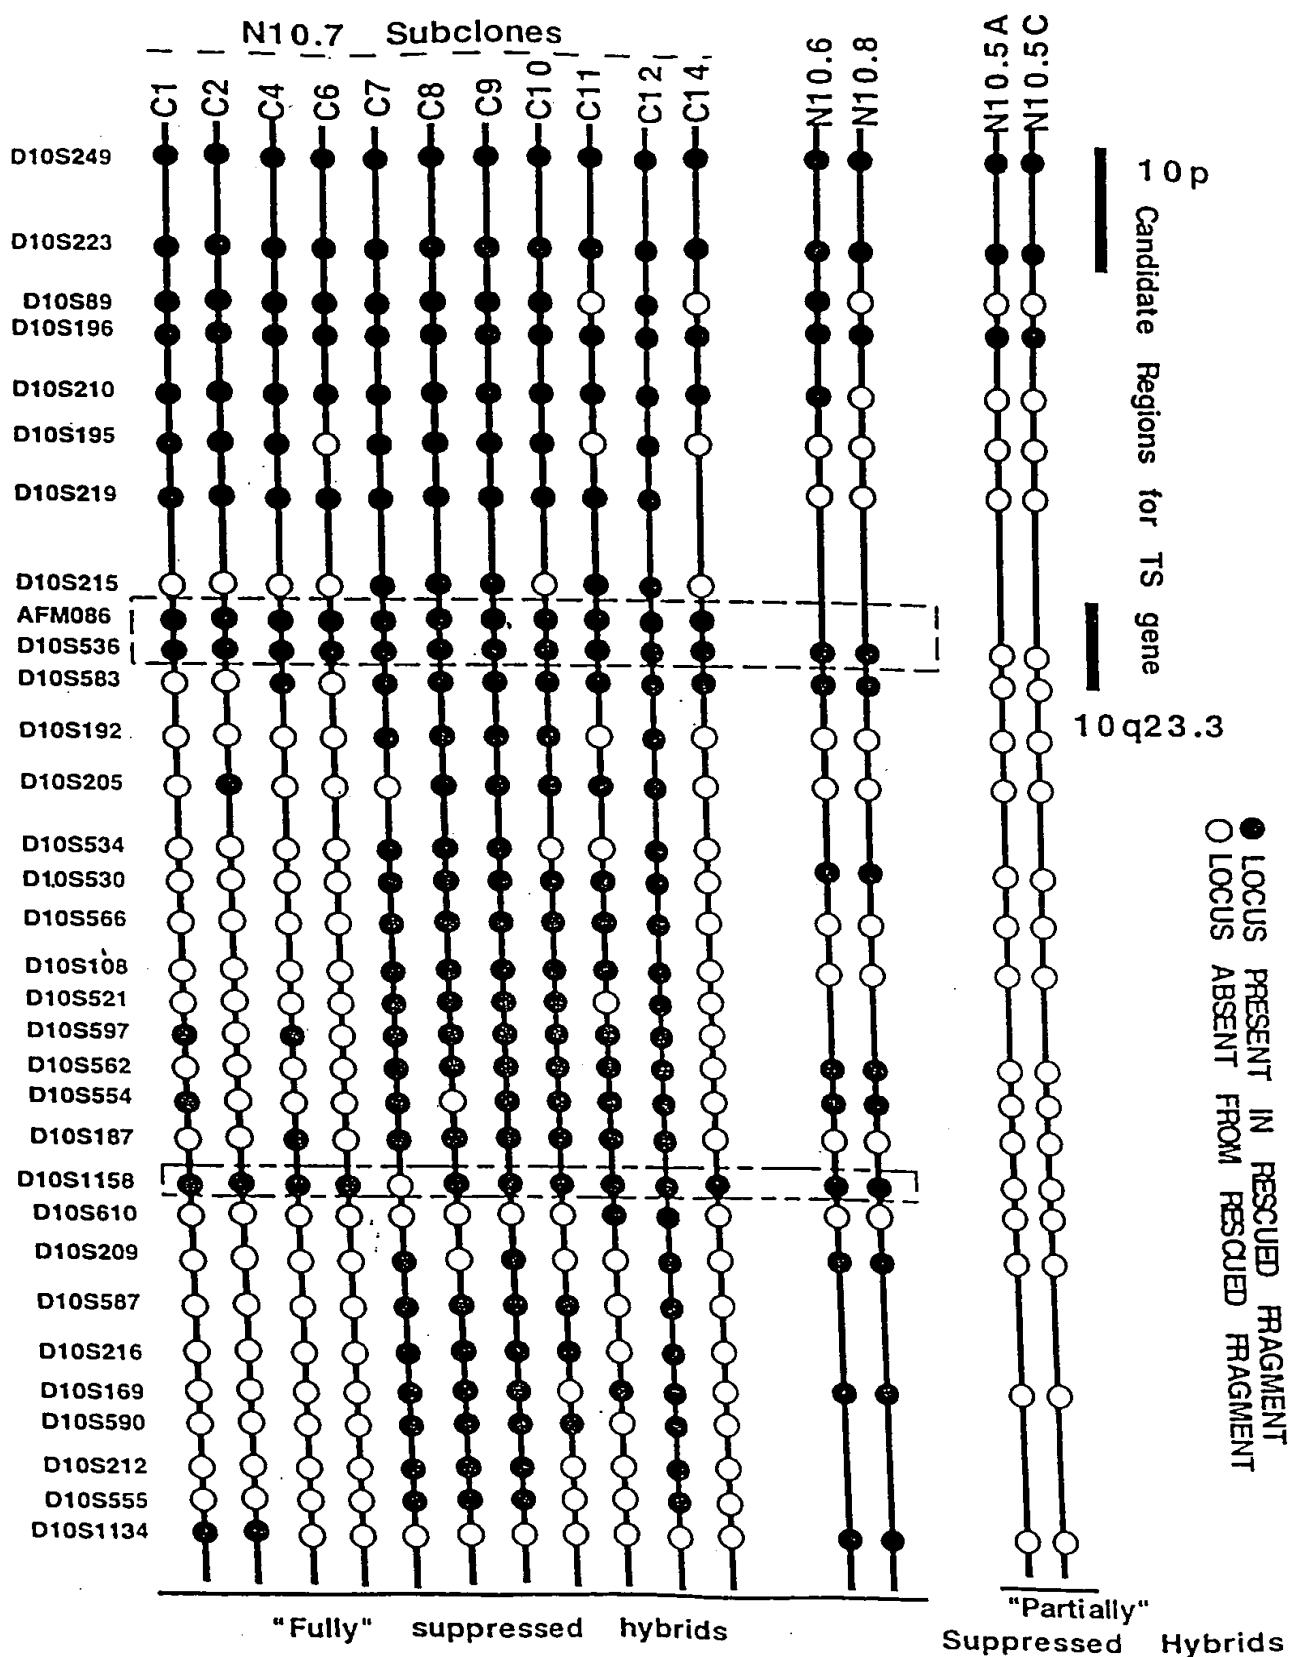 N10.7 Subclones
C1 C2 C4 C6 C7 C8 C9 C10 C11 C12 C14 N10.6 N10.8 N10.5A N10.5C
D10S249
D10S223
D10S89
D10S196
D10S210
D10S195
D10S219
D10S215
AFM086
D10S536
D10S583
D10S192
D10S205
D10S534
D10S530
D10S566
D10S108
D10S521
D10S597
D10S562
D10S554
D10S187
D10S1158
D10S610
D10S209
D10S587
D10S216
D10S169
D10S590
D10S212
D10S555
D10S1134
10p
Candidate Regions for TS gene
10q23.3
LOCUS PRESENT IN RESCUED FRAGMENT
LOCUS ABSENT FROM RESCUED FRAGMENT
"Fully" suppressed hybrids
"Partially"
Suppressed Hybrids